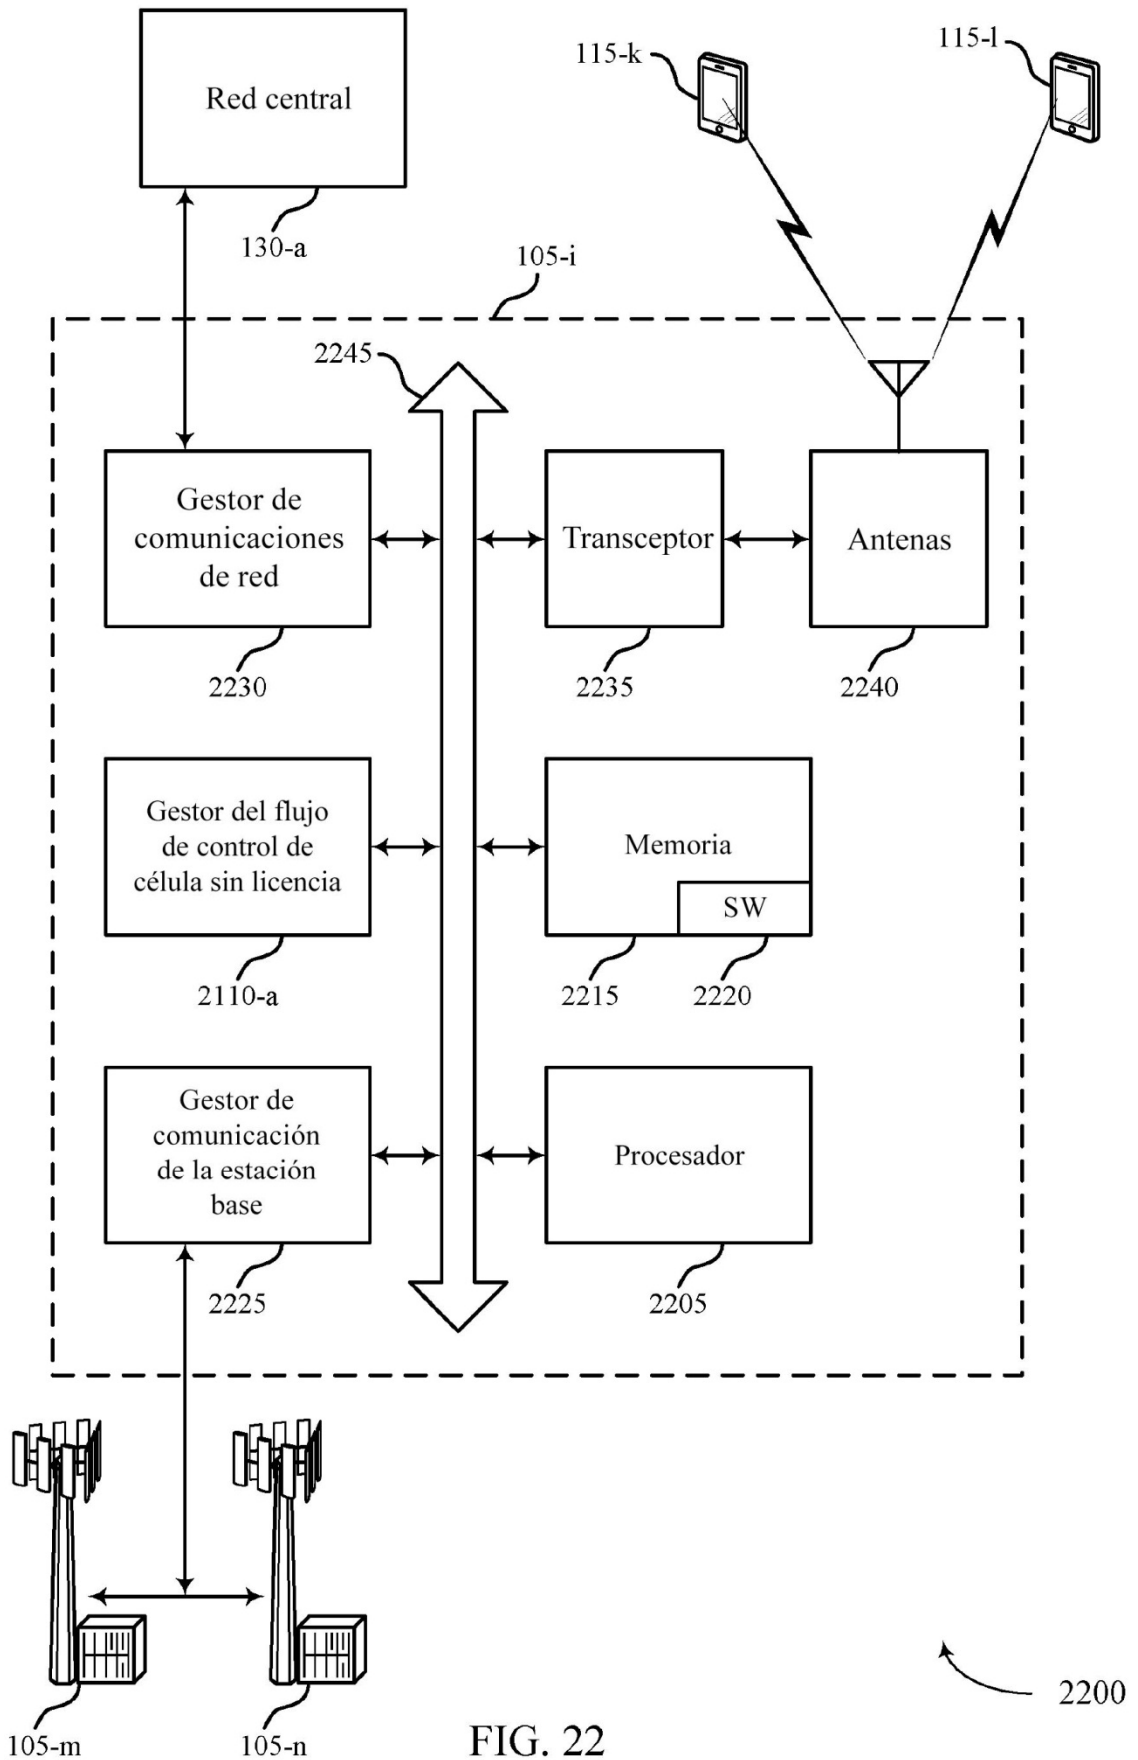 Red central
130-a
115-k
115-l
105-i
2245
Gestor de
comunicaciones
de red
2230
Transceptor
2235
Antenas
2240
Gestor del flujo
de control de
célula sin licencia
2110-a
Memoria
SW
2215
2220
Gestor de
comunicación
de la estación
base
2225
Procesador
2205
105-m
105-n
2200
FIG. 22